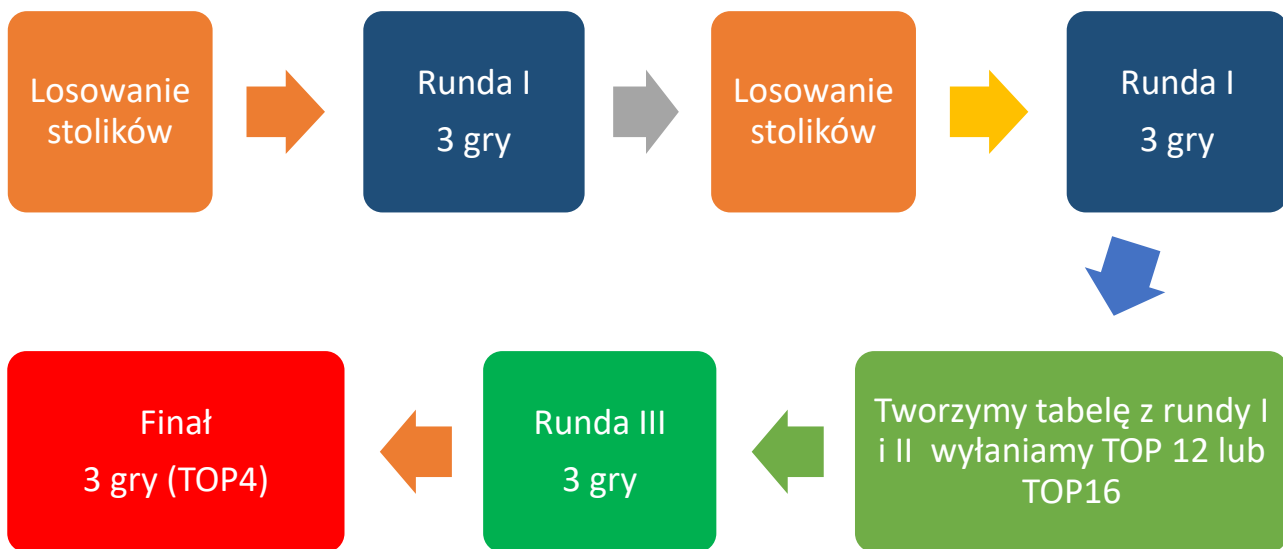 Losowanie
stolików
Runda I
3 gry
Losowanie
stolików
Runda I
3 gry
Tworzymy tabelę z rundy I
i II wyłaniamy TOP 12 lub
TOP16
Runda III
3 gry
Finał
3 gry (TOP4)